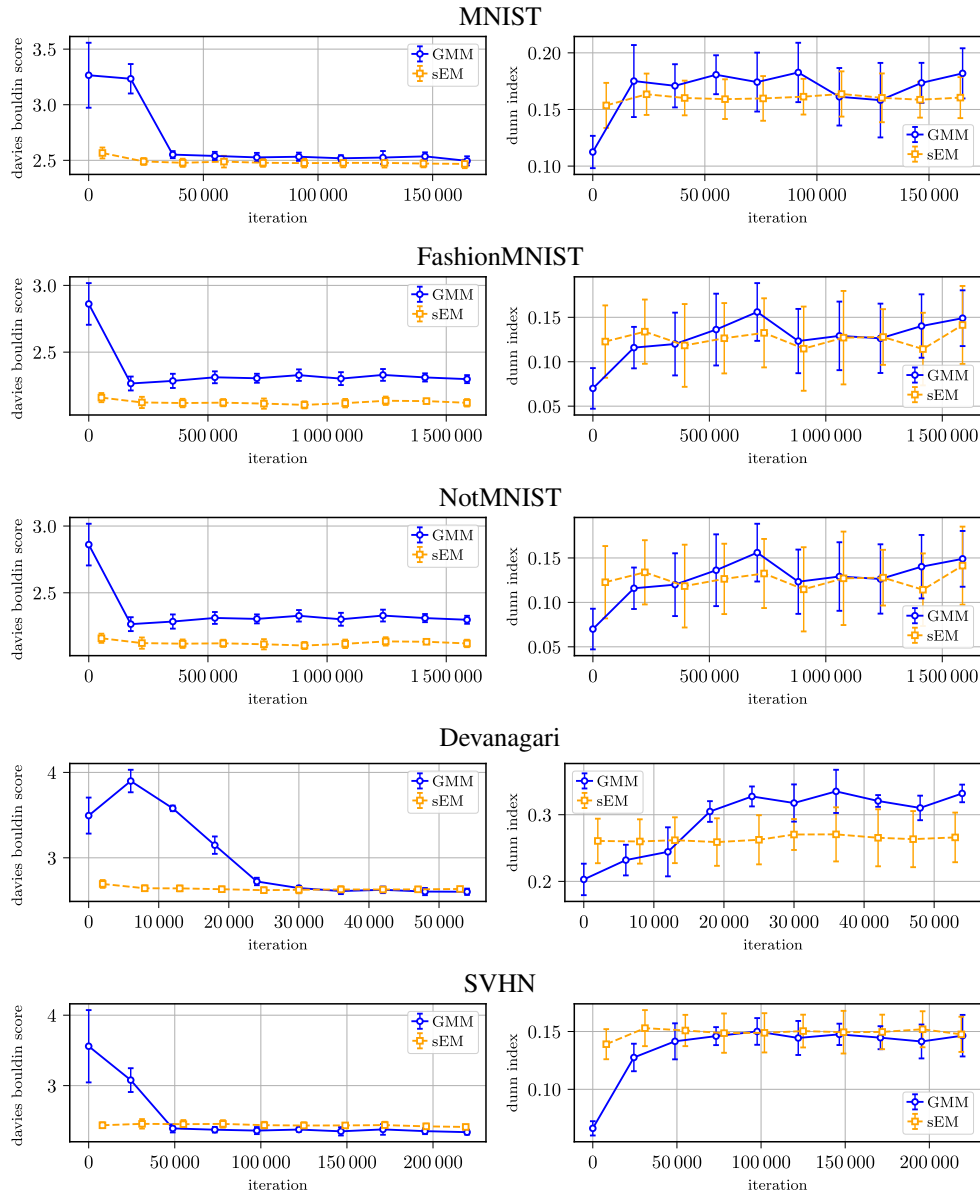 MNIST
davies bouldin score
3.5
3.0
2.5
0
50 000
100 000
150 000
iteration
GMM
sEM
dunn index
0.20
0.15
0.10
0
50 000
100 000
150 000
iteration
GMM
sEM
FashionMNIST
davies bouldin score
3.0
2.5
0
500 000
1 000 000
1 500 000
iteration
GMM
sEM
dunn index
0.15
0.10
0.05
0
500 000
1 000 000
1 500 000
iteration
GMM
sEM
NotMNIST
davies bouldin score
3.0
2.5
0
500 000
1 000 000
1 500 000
iteration
GMM
sEM
dunn index
0.15
0.10
0.05
0
500 000
1 000 000
1 500 000
iteration
GMM
sEM
Devanagari
davies bouldin score
4
3
0
10 000
20 000
30 000
40 000
50 000
iteration
GMM
sEM
dunn index
0.3
0.2
0
10 000
20 000
30 000
40 000
50 000
iteration
GMM
sEM
SVHN
davies bouldin score
3
0
50 000
100 000
150 000
200 000
iteration
GMM
sEM
dunn index
0.15
0.10
0
50 000
100 000
150 000
200 000
iteration
GMM
sEM